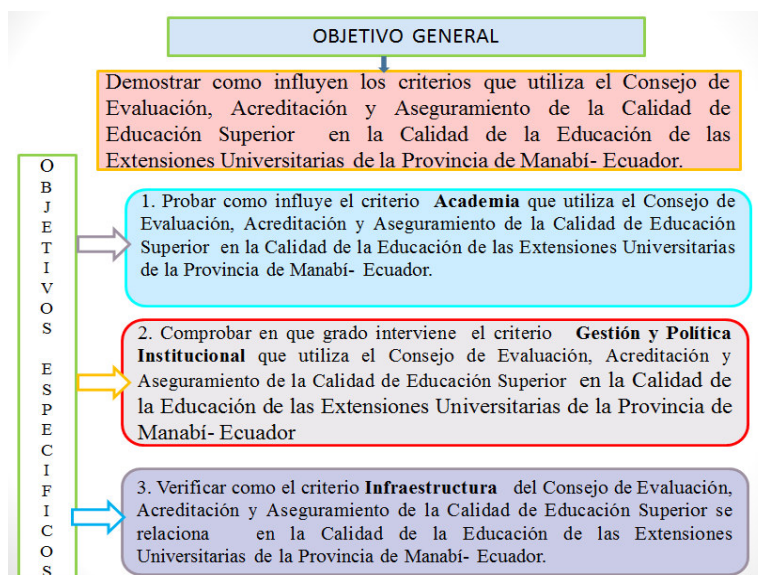 OBJETIVO GENERAL
Demostrar como influyen los criterios que utiliza el Consejo de
Evaluación, Acreditación y Aseguramiento de la Calidad de
Educación Superior en la Calidad de la Educación de las
Extensiones Universitarias de la Provincia de Manabí- Ecuador.
OBJETIVOS ESPECIFICOS
1. Probar como influye el criterio Academia que utiliza el Consejo de
Evaluación, Acreditación y Aseguramiento de la Calidad de Educación
Superior en la Calidad de la Educación de las Extensiones Universitarias
de la Provincia de Manabí- Ecuador.
2. Comprobar en que grado interviene el criterio Gestión y Política
Institucional que utiliza el Consejo de Evaluación, Acreditación y
Aseguramiento de la Calidad de Educación Superior en la Calidad de
la Educación de las Extensiones Universitarias de la Provincia de
Manabí- Ecuador
3. Verificar como el criterio Infraestructura del Consejo de Evaluación,
Acreditación y Aseguramiento de la Calidad de Educación Superior se
relaciona en la Calidad de la Educación de las Extensiones
Universitarias de la Provincia de Manabí- Ecuador.